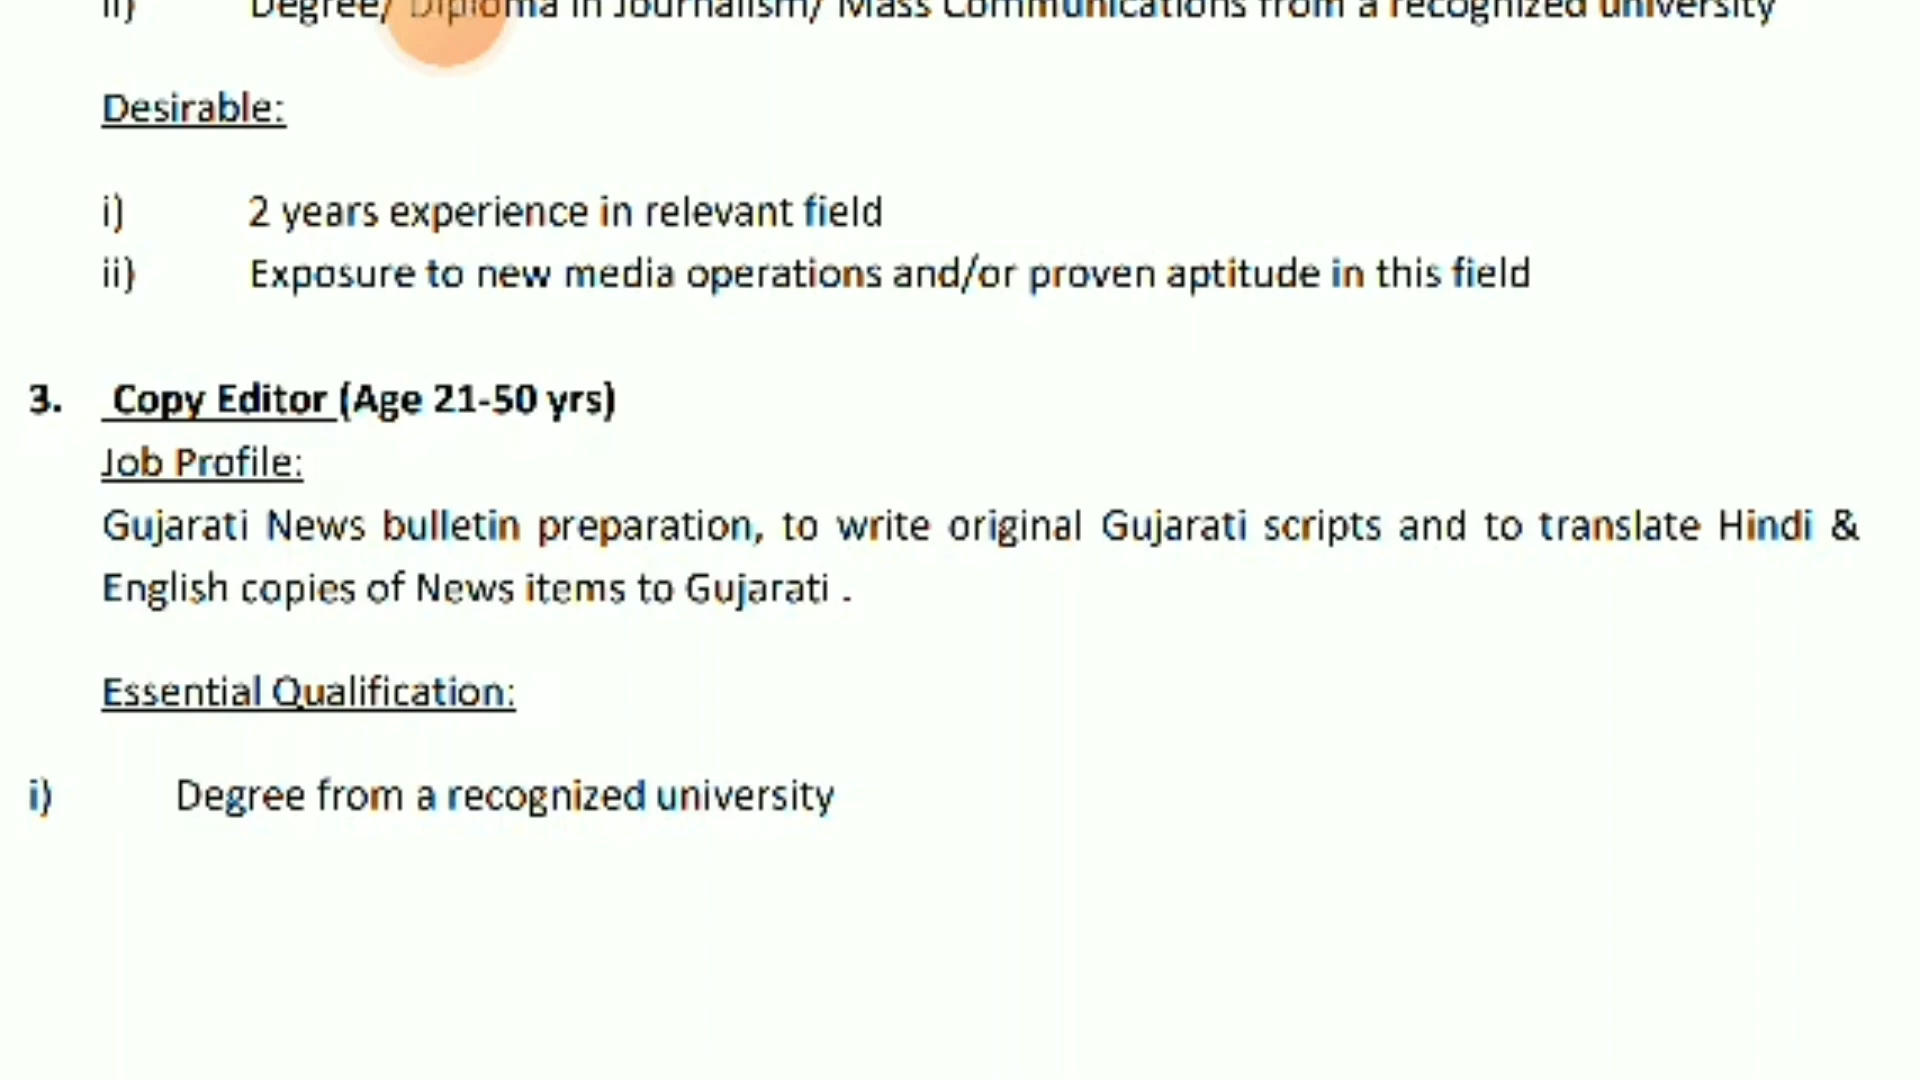 ii) Degree/ Diploma in Journalism/ Mass Communications from a recognized university
Desirable:
i) 2 years experience in relevant field
ii) Exposure to new media operations and/or proven aptitude in this field
3. Copy Editor (Age 21-50 yrs)
Job Profile:
Gujarati News bulletin preparation, to write original Gujarati scripts and to translate Hindi &
English copies of News items to Gujarati .
Essential Qualification:
i) Degree from a recognized university